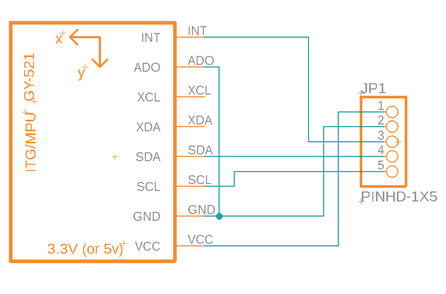 x
y
ITG/MPU GY-521
3.3V (or 5v)
INT
ADO
XCL
XDA
SDA
SCL
GND
VCC
INT
ADO
XCL
XDA
SDA
SCL
GND
VCC
JP1
1
2
3
4
5
PINHD-1X5